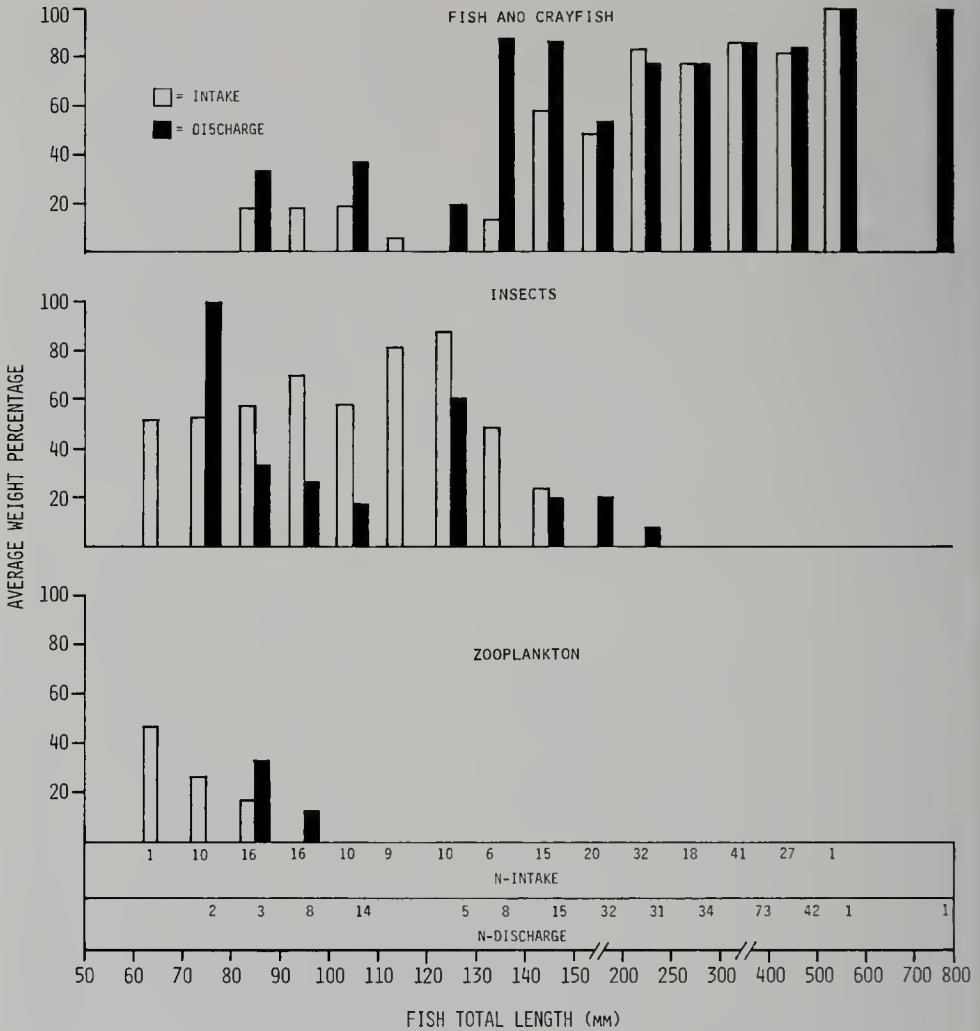 FISH AND CRAYFISH
100
80
60
40
20
= INTAKE
= DISCHARGE
INSECTS
100
80
60
40
20
AVERAGE WEIGHT PERCENTAGE
ZOOPLANKTON
100
80
60
40
20
1 10 16 16 10 9 10 6 15 20 32 18 41 27 1
N-INTAKE
2 3 8 14 5 8 15 32 31 34 73 42 1 1
N-DISCHARGE
50 60 70 80 90 100 110 120 130 140 150 200 250 300 400 500 600 700 800
FISH TOTAL LENGTH (MM)